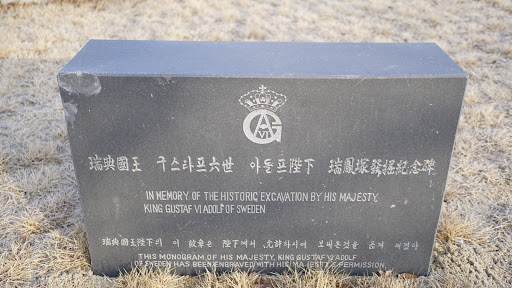 VI
瑞典國王 구스타프六世 아돌프陛下 瑞鳳塚發掘紀念碑
IN MEMORY OF THE HISTORIC EXCAVATION BY HIS MAJESTY,
KING GUSTAF VI ADOLF OF SWEDEN
瑞典國王陛下의 이 紋章은 陛下께서 允許하시어 보내온것을 옮겨 새겼다
THIS MONOGRAM OF HIS MAJESTY, KING GUSTAF VI ADOLF
OF SWEDEN HAS BEEN ENGRAVED WITH HIS MAJESTY'S PERMISSION.